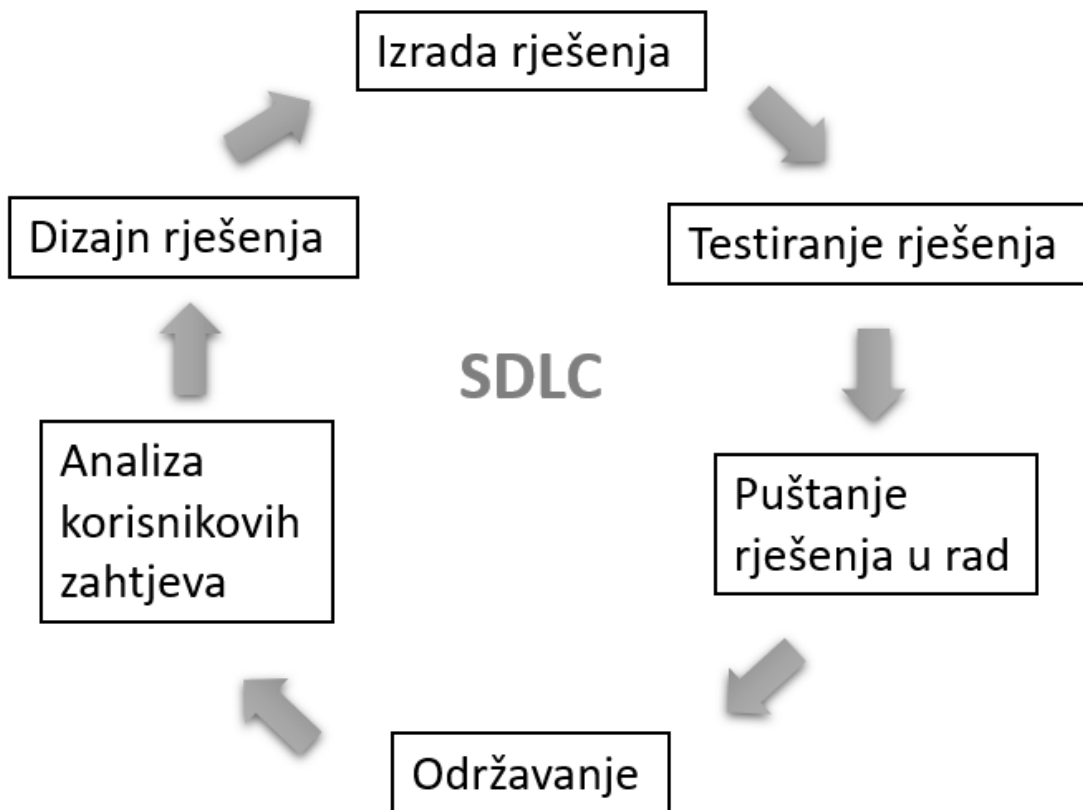 Izrada rješenja
Dizajn rješenja
Testiranje rješenja
SDLC
Analiza
korisnikovih
zahtjeva
Puštanje
rješenja u rad
Održavanje